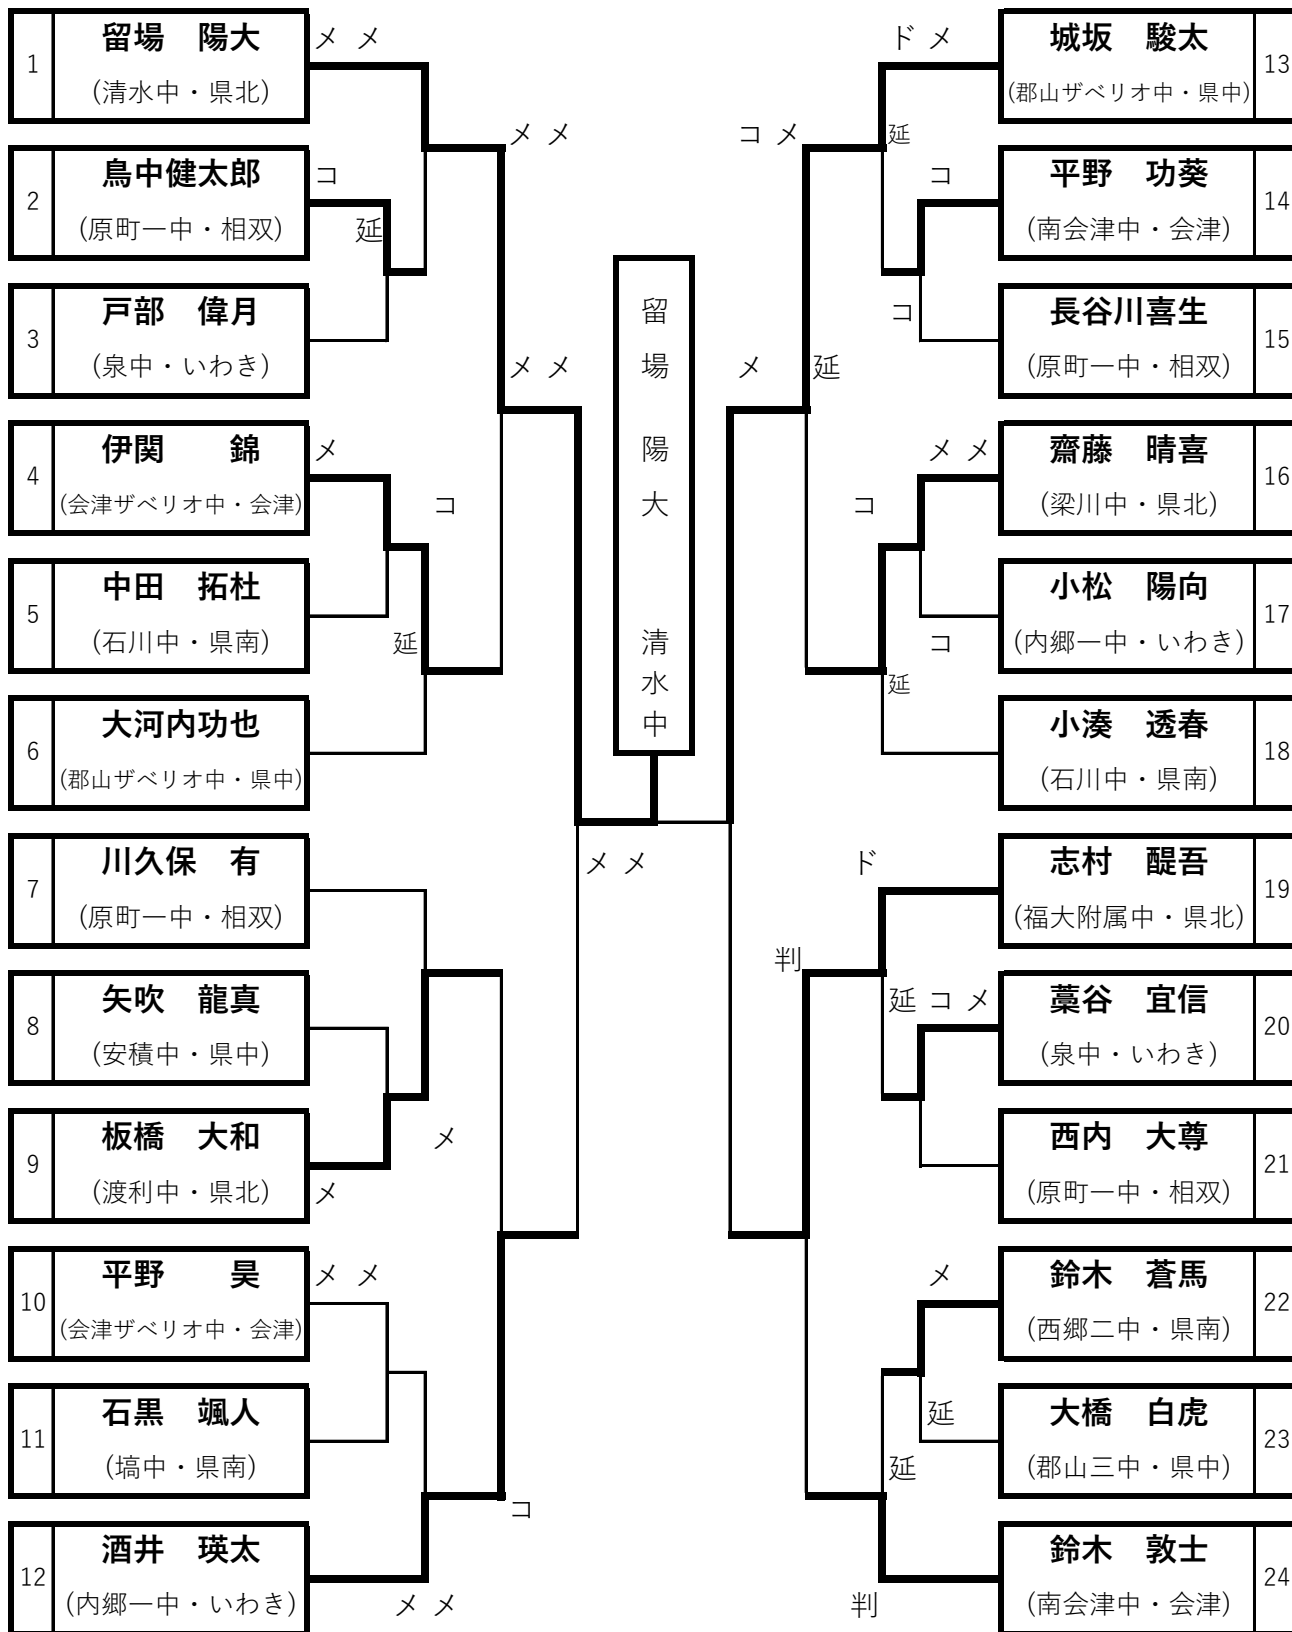 1
留場　陽大
(清水中・県北)
2
鳥中健太郎
(原町一中・相双)
3
戸部　偉月
(泉中・いわき)
4
伊関　　錦
(会津ザベリオ中・会津)
5
中田　拓杜
(石川中・県南)
6
大河内功也
(郡山ザベリオ中・県中)
7
川久保　有
(原町一中・相双)
8
矢吹　龍真
(安積中・県中)
9
板橋　大和
(渡利中・県北)
10
平野　　昊
(会津ザベリオ中・会津)
11
石黒　颯人
(塙中・県南)
12
酒井　瑛太
(内郷一中・いわき)
メ メ
コ
延
メ
延
コ
メ
メ
メ メ
メ メ
メ メ
メ メ
コ
メ メ
留場陽大　清水中
コ メ
メ
延
判
ド メ
延
コ
コ
メ メ
コ
コ
延
ド
延 コ メ
メ
延
延
判
城坂　駿太
(郡山ザベリオ中・県中)
13
平野　功葵
(南会津中・会津)
14
長谷川喜生
(原町一中・相双)
15
齋藤　晴喜
(梁川中・県北)
16
小松　陽向
(内郷一中・いわき)
17
小湊　透春
(石川中・県南)
18
志村　醍吾
(福大附属中・県北)
19
藁谷　宜信
(泉中・いわき)
20
西内　大尊
(原町一中・相双)
21
鈴木　蒼馬
(西郷二中・県南)
22
大橋　白虎
(郡山三中・県中)
23
鈴木　敦士
(南会津中・会津)
24